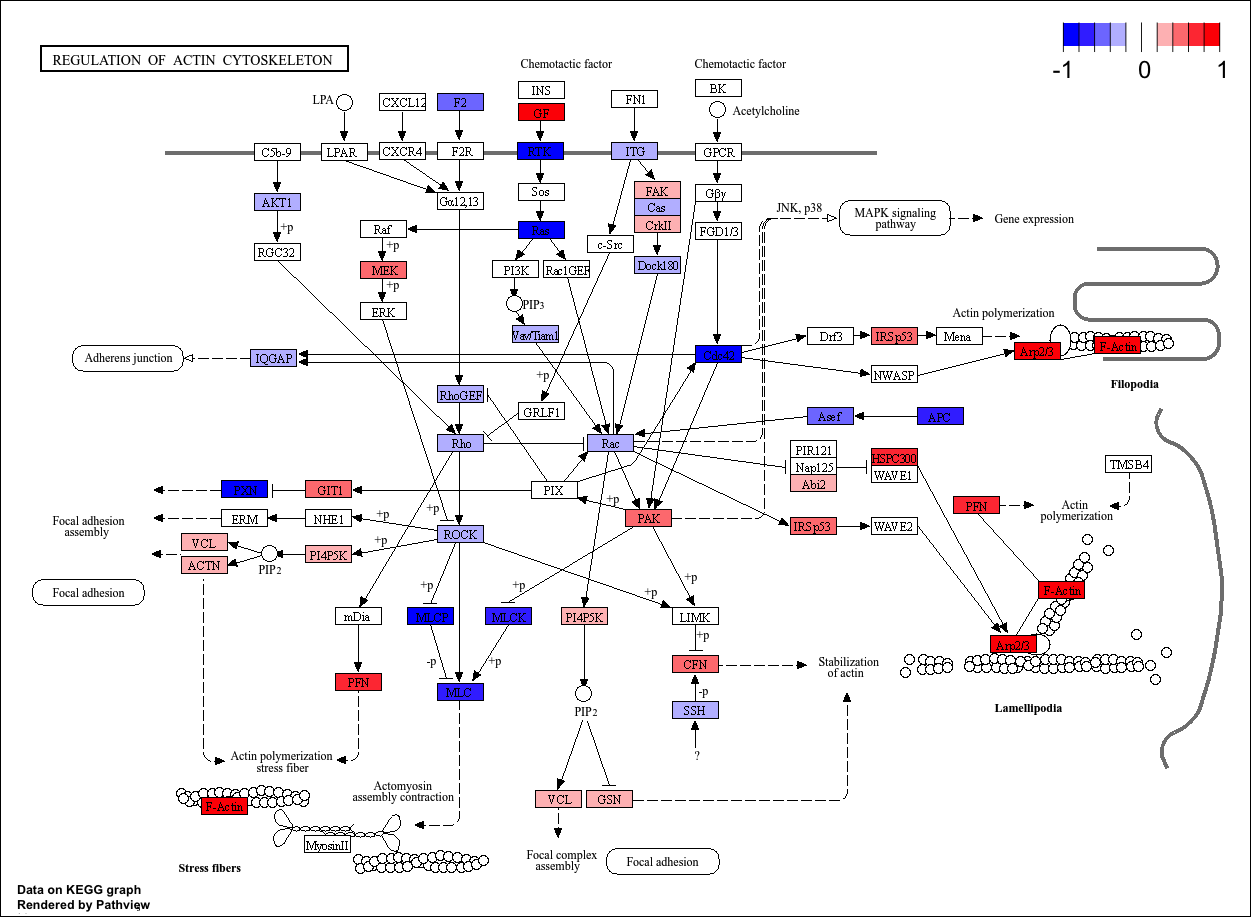 REGULATION OF ACTIN CYTOSKELETON
-1 0 1
Chemotactic factor
Chemotactic factor
LPA
CXCL12
F2
INS
GF
FN1
BK
Acetylcholine
C5b-9
LPAR
CXCR4
F2R
RTK
ITG
GPCR
AKT1
Gα12,13
Sos
FAK
Cas
CrkII
Gβγ
JNK, p38
MAPK signaling
pathway
Gene expression
+p
Raf
Ras
c-Src
FGD1/3
RGC32
+p
MEK
+p
ERK
PI3K
Rac1GEF
Dock180
PIP3
Vav/Tiam1
Actin polymerization
Drf3
IRSp53
Mena
Arp2/3
F-Actin
Adherens junction
IQGAP
Cdc42
NWASP
Filopodia
+p
RhoGEF
GRLF1
Asef
APC
Rho
Rac
PIR121
Nap125
Abi2
HSPC300
WAVE1
TMSB4
PXN
GIT1
PIX
+p
PAK
PFN
Actin
polymerization
Focal adhesion
assembly
ERM
NHE1
+p
+p
ROCK
IRSp53
WAVE2
VCL
ACTN
PIP2
PI4P5K
+p
Focal adhesion
+p
+p
+p
+p
F-Actin
mDia
MLCP
MLCK
PI4P5K
LIMK
+p
Arp2/3
-p
+p
CFN
Stabilization
of actin
PFN
MLC
-p
SSH
Lamellipodia
PIP2
?
Actin polymerization
stress fiber
Actomyosin
assembly contraction
F-Actin
VCL
GSN
MyosinII
Stress fibers
Focal complex
assembly
Focal adhesion
Data on KEGG graph
Rendered by Pathview